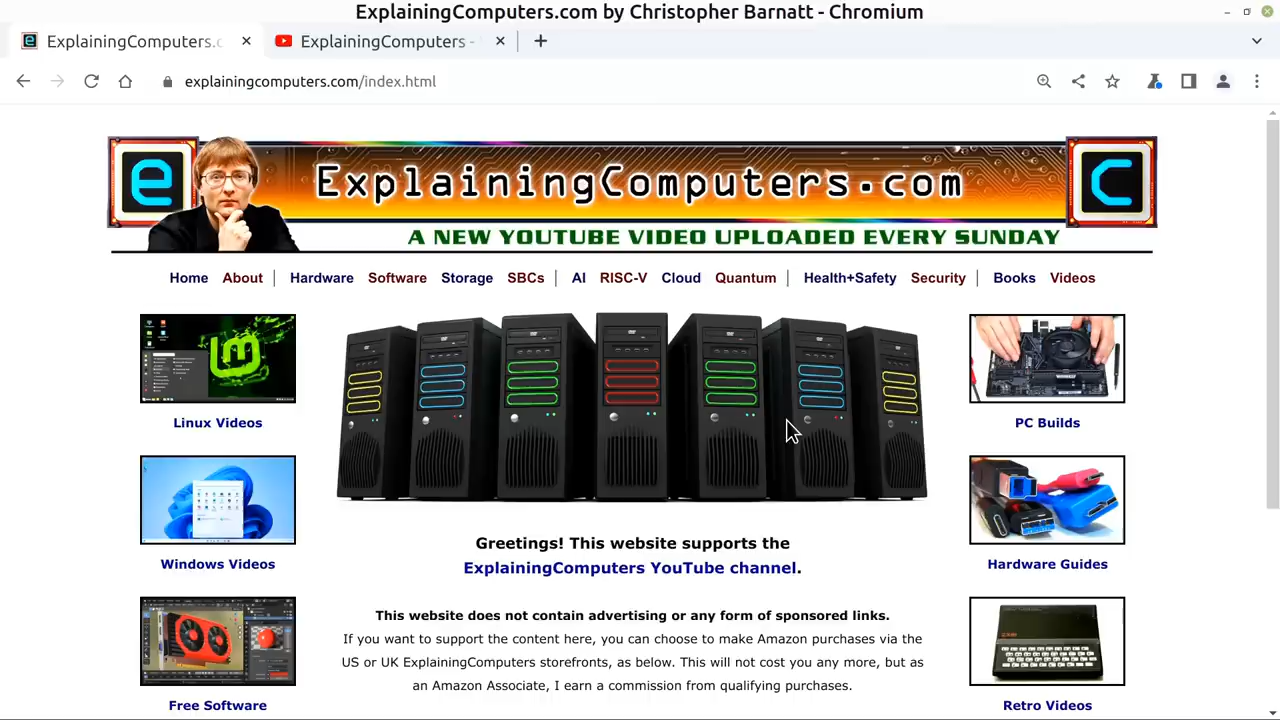 ExplainingComputers.com by Christopher Barnatt - Chromium
ExplainingComputers.c
ExplainingComputers -
explainingcomputers.com/index.html
e
ExplainingComputers.com
c
A NEW YOUTUBE VIDEO UPLOADED EVERY SUNDAY
Home About | Hardware Software Storage SBCs | AI RISC-V Cloud Quantum | Health+Safety Security | Books Videos
Linux Videos
PC Builds
Windows Videos
Hardware Guides
Greetings! This website supports the
ExplainingComputers YouTube channel.
This website does not contain advertising or any form of sponsored links.
If you want to support the content here, you can choose to make Amazon purchases via the
US or UK ExplainingComputers storefronts, as below. This will not cost you any more, but as
an Amazon Associate, I earn a commission from qualifying purchases.
Free Software
Retro Videos